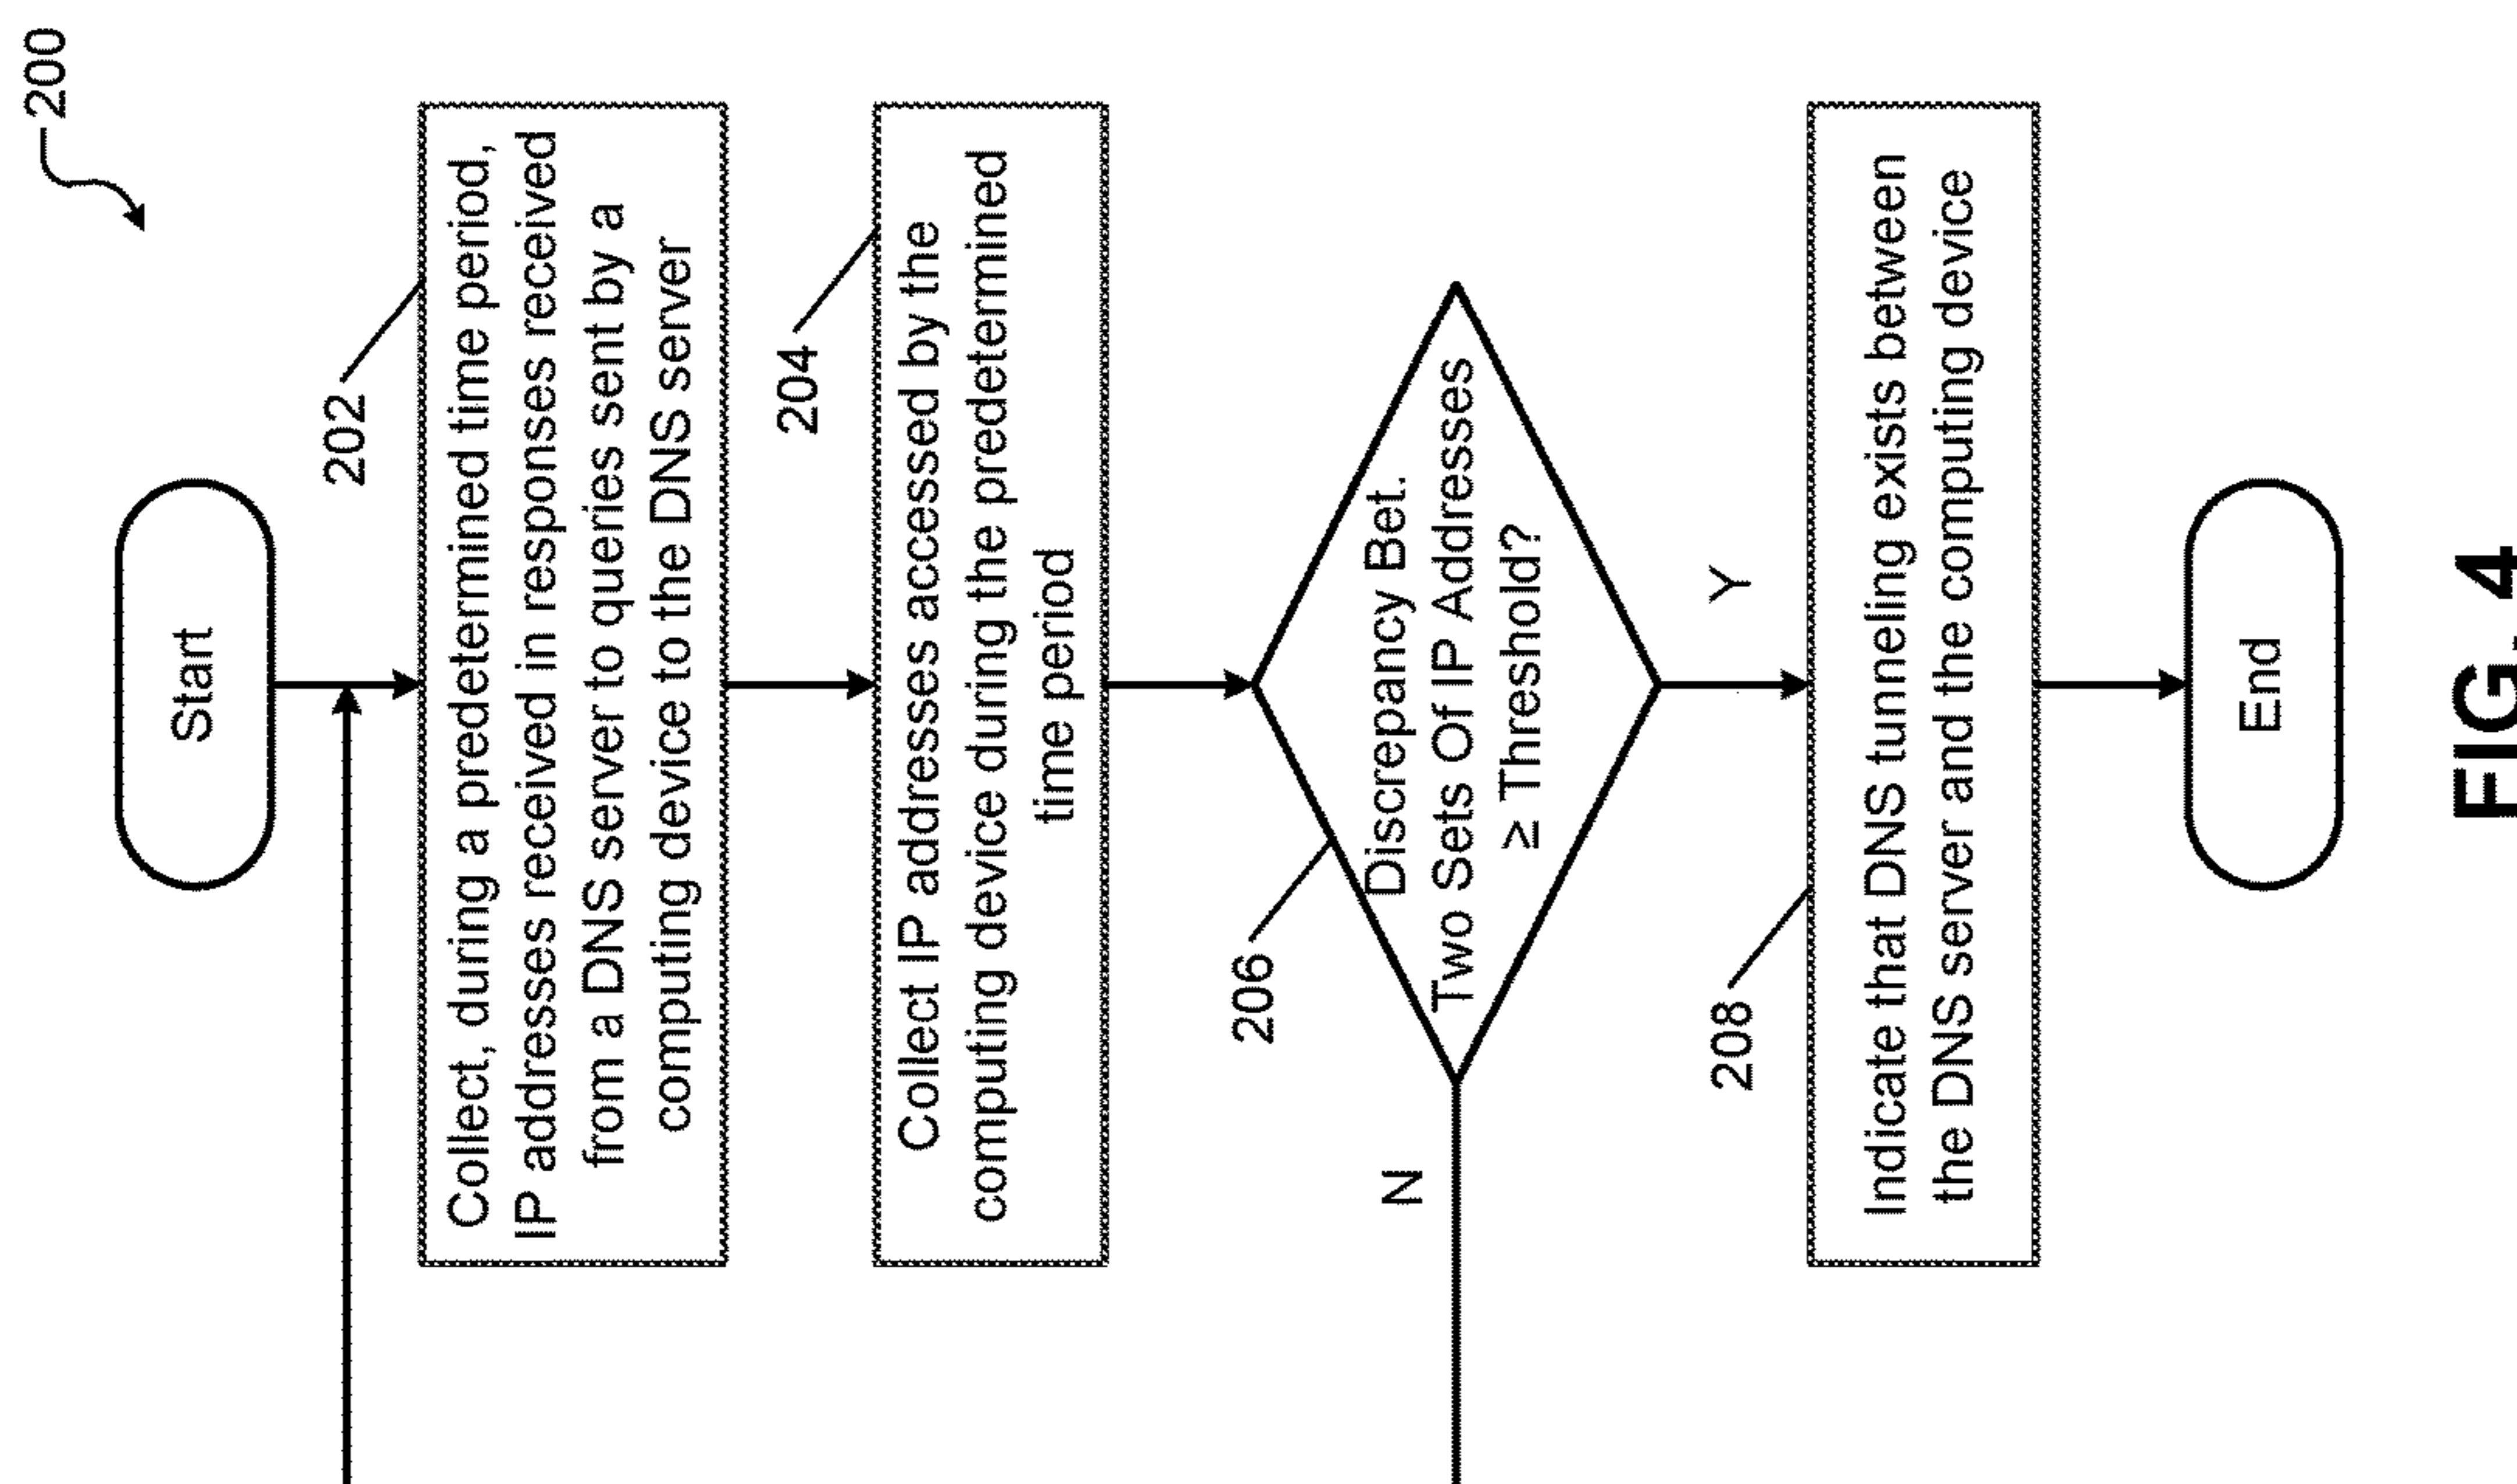 200
Start
202
Collect, during a predetermined time period,
IP addresses received in responses received
from a DNS server to queries sent by a
computing device to the DNS server
204
Collect IP addresses accessed by the
computing device during the predetermined
time period
206
Discrepancy Bet.
Two Sets Of IP Addresses
≥ Threshold?
N
Y
208
Indicate that DNS tunneling exists between
the DNS server and the computing device
End
FIG. 4